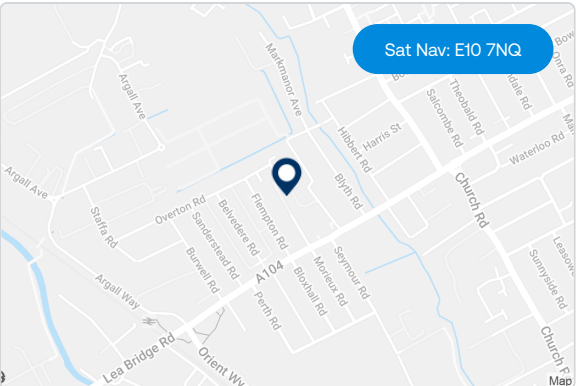 Sat Nav: E10 7NQ
Argall Ave
Markmanor Ave
Hibbert Rd
Harris St
Salcombe Rd
Theobald Rd
Waterloo Rd
Argall Ave
Staffa Rd
Overton Rd
Blyth Rd
Church Rd
Flempton Rd
Belvedere Rd
Sanderstead Rd
Burwell Rd
Argall Way
A104
Seymour Rd
Morieux Rd
Bloxhall Rd
Perth Rd
Sunnyside Rd
Lea Bridge Rd
Orient Wy
Map